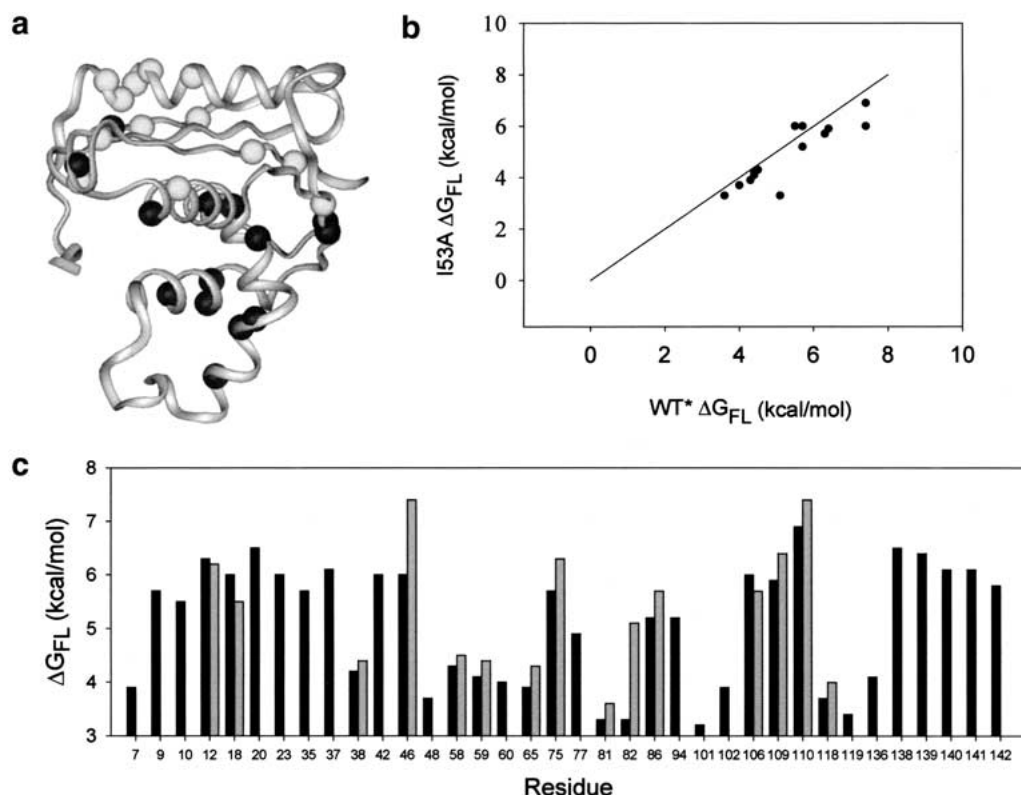 a
b
10
8
6
4
2
0
I53A ΔG_FL (kcal/mol)
0 2 4 6 8 10
WT* ΔG_FL (kcal/mol)
c
8
7
6
5
4
3
ΔG_FL (kcal/mol)
7 9 10 12 18 20 23 35 37 38 42 46 48 58 59 60 65 75 77 81 82 86 94 101 102 106 109 110 118 119 136 138 139 140 141 142
Residue